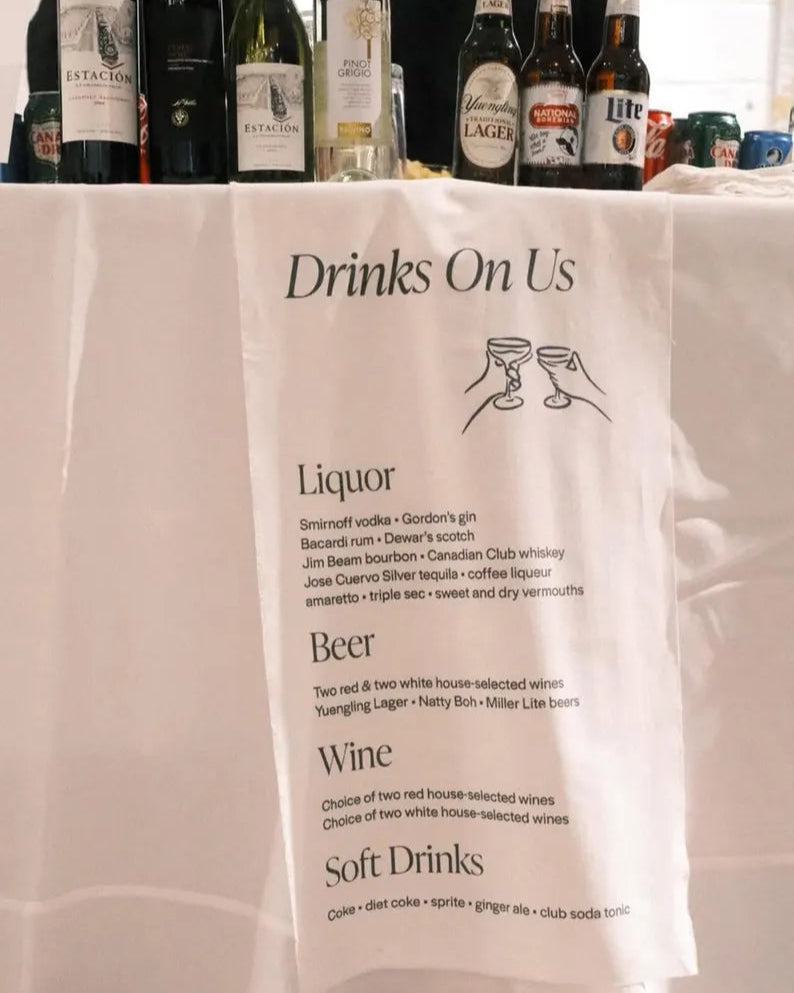 ESTACIÓN
ESTACIÓN
PINOT
GRIGIO
LAGER
Yuengling
TRADITIONAL
LAGER
NATIONAL
BOHEMIAN
Lite
Drinks On Us
Liquor
Smirnoff vodka • Gordon's gin
Bacardi rum • Dewar's scotch
Jim Beam bourbon • Canadian Club whiskey
Jose Cuervo Silver tequila • coffee liqueur
amaretto • triple sec • sweet and dry vermouths
Beer
Two red & two white house-selected wines
Yuengling Lager • Natty Boh • Miller Lite beers
Wine
Choice of two red house-selected wines
Choice of two white house-selected wines
Soft Drinks
Coke • diet coke • sprite • ginger ale • club soda tonic